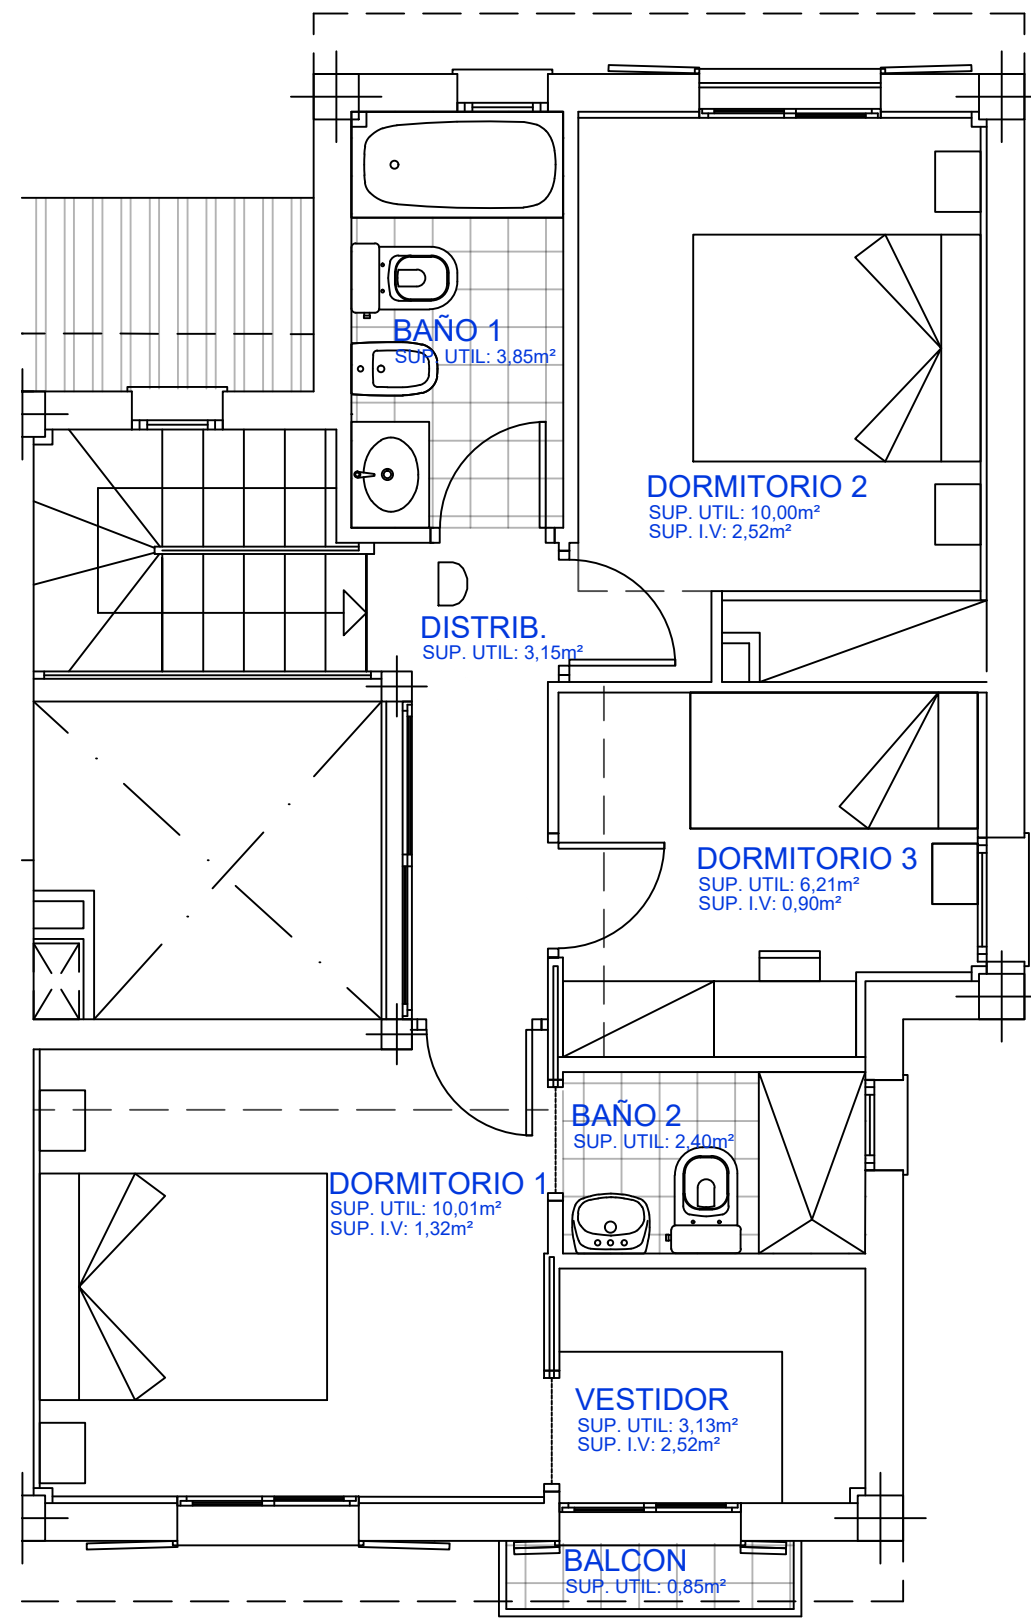 BAÑO 1
SUP. UTIL: 3,85m²
DORMITORIO 2
SUP. UTIL: 10,00m²
SUP. I.V: 2,52m²
DISTRIB.
SUP. UTIL: 3,15m²
DORMITORIO 3
SUP. UTIL: 6,21m²
SUP. I.V: 0,90m²
BAÑO 2
SUP. UTIL: 2,40m²
DORMITORIO 1
SUP. UTIL: 10,01m²
SUP. I.V: 1,32m²
VESTIDOR
SUP. UTIL: 3,13m²
SUP. I.V: 2,52m²
BALCON
SUP. UTIL: 0,85m²